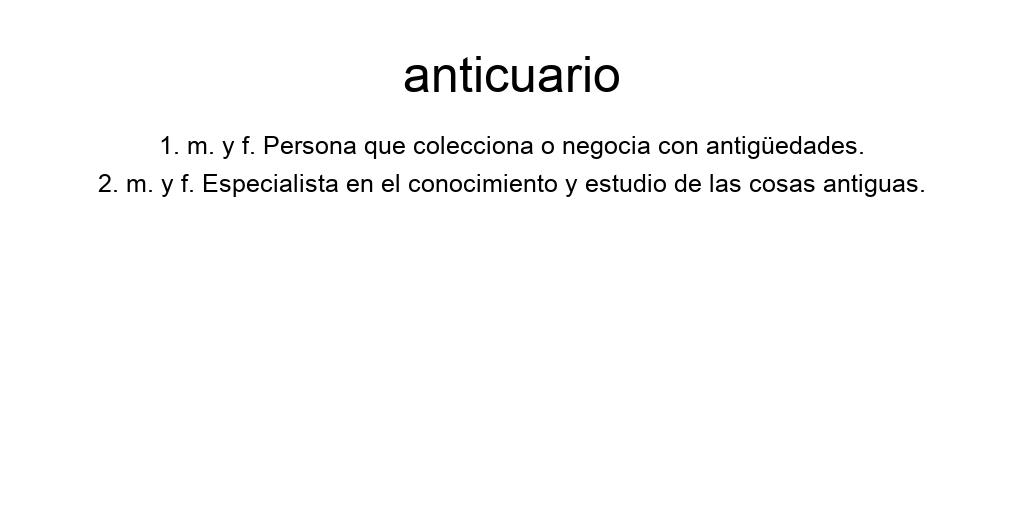 anticuario
1. m. y f. Persona que colecciona o negocia con antigüedades.
2. m. y f. Especialista en el conocimiento y estudio de las cosas antiguas.